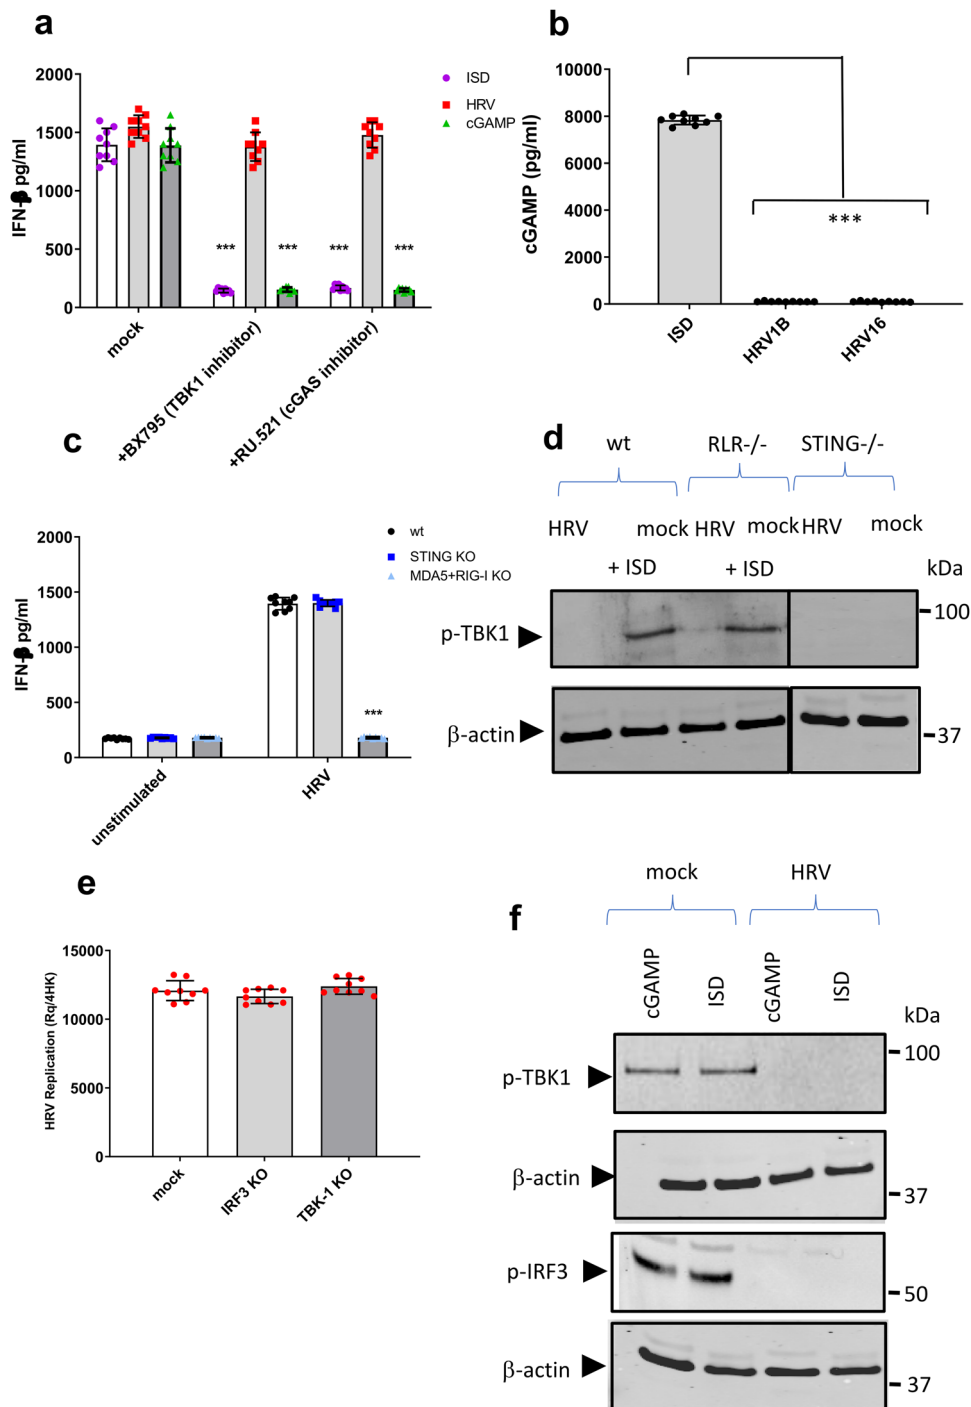 a
2000
1500
1000
500
0
IFN-β pg/ml
ISD
HRV
cGAMP
***
***
***
***
mock
+BX795 (TBK1 inhibitor)
+RU.521 (cGAS inhibitor)
b
10000
8000
6000
4000
2000
0
cGAMP (pg/ml)
***
ISD
HRV1B
HRV16
c
2000
1500
1000
500
0
IFN-β pg/ml
wt
STING KO
MDA5+RIG-I KO
***
unstimulated
HRV
d
wt
RLR-/-
STING-/-
HRV
mock
HRV
mock
HRV
mock
+ ISD
+ ISD
kDa
p-TBK1
100
β-actin
37
e
15000
10000
5000
0
HRV Replication (Rq/4HK)
mock
IRF3 KO
TBK-1 KO
f
mock
HRV
cGAMP
ISD
cGAMP
ISD
kDa
p-TBK1
100
β-actin
37
p-IRF3
50
β-actin
37